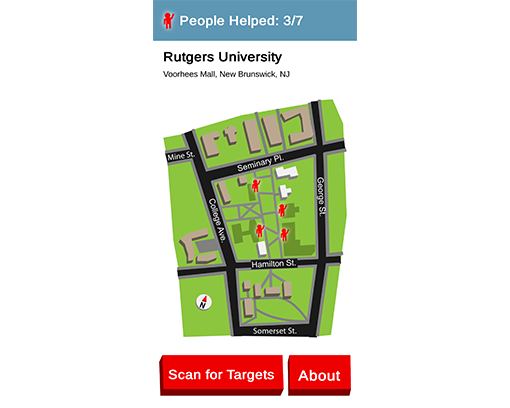 People Helped: 3/7
Rutgers University
Voorhees Mall, New Brunswick, NJ
Mine St.
Seminary Pl.
George St.
College Ave.
Hamilton St.
N
Somerset St.
Scan for Targets
About